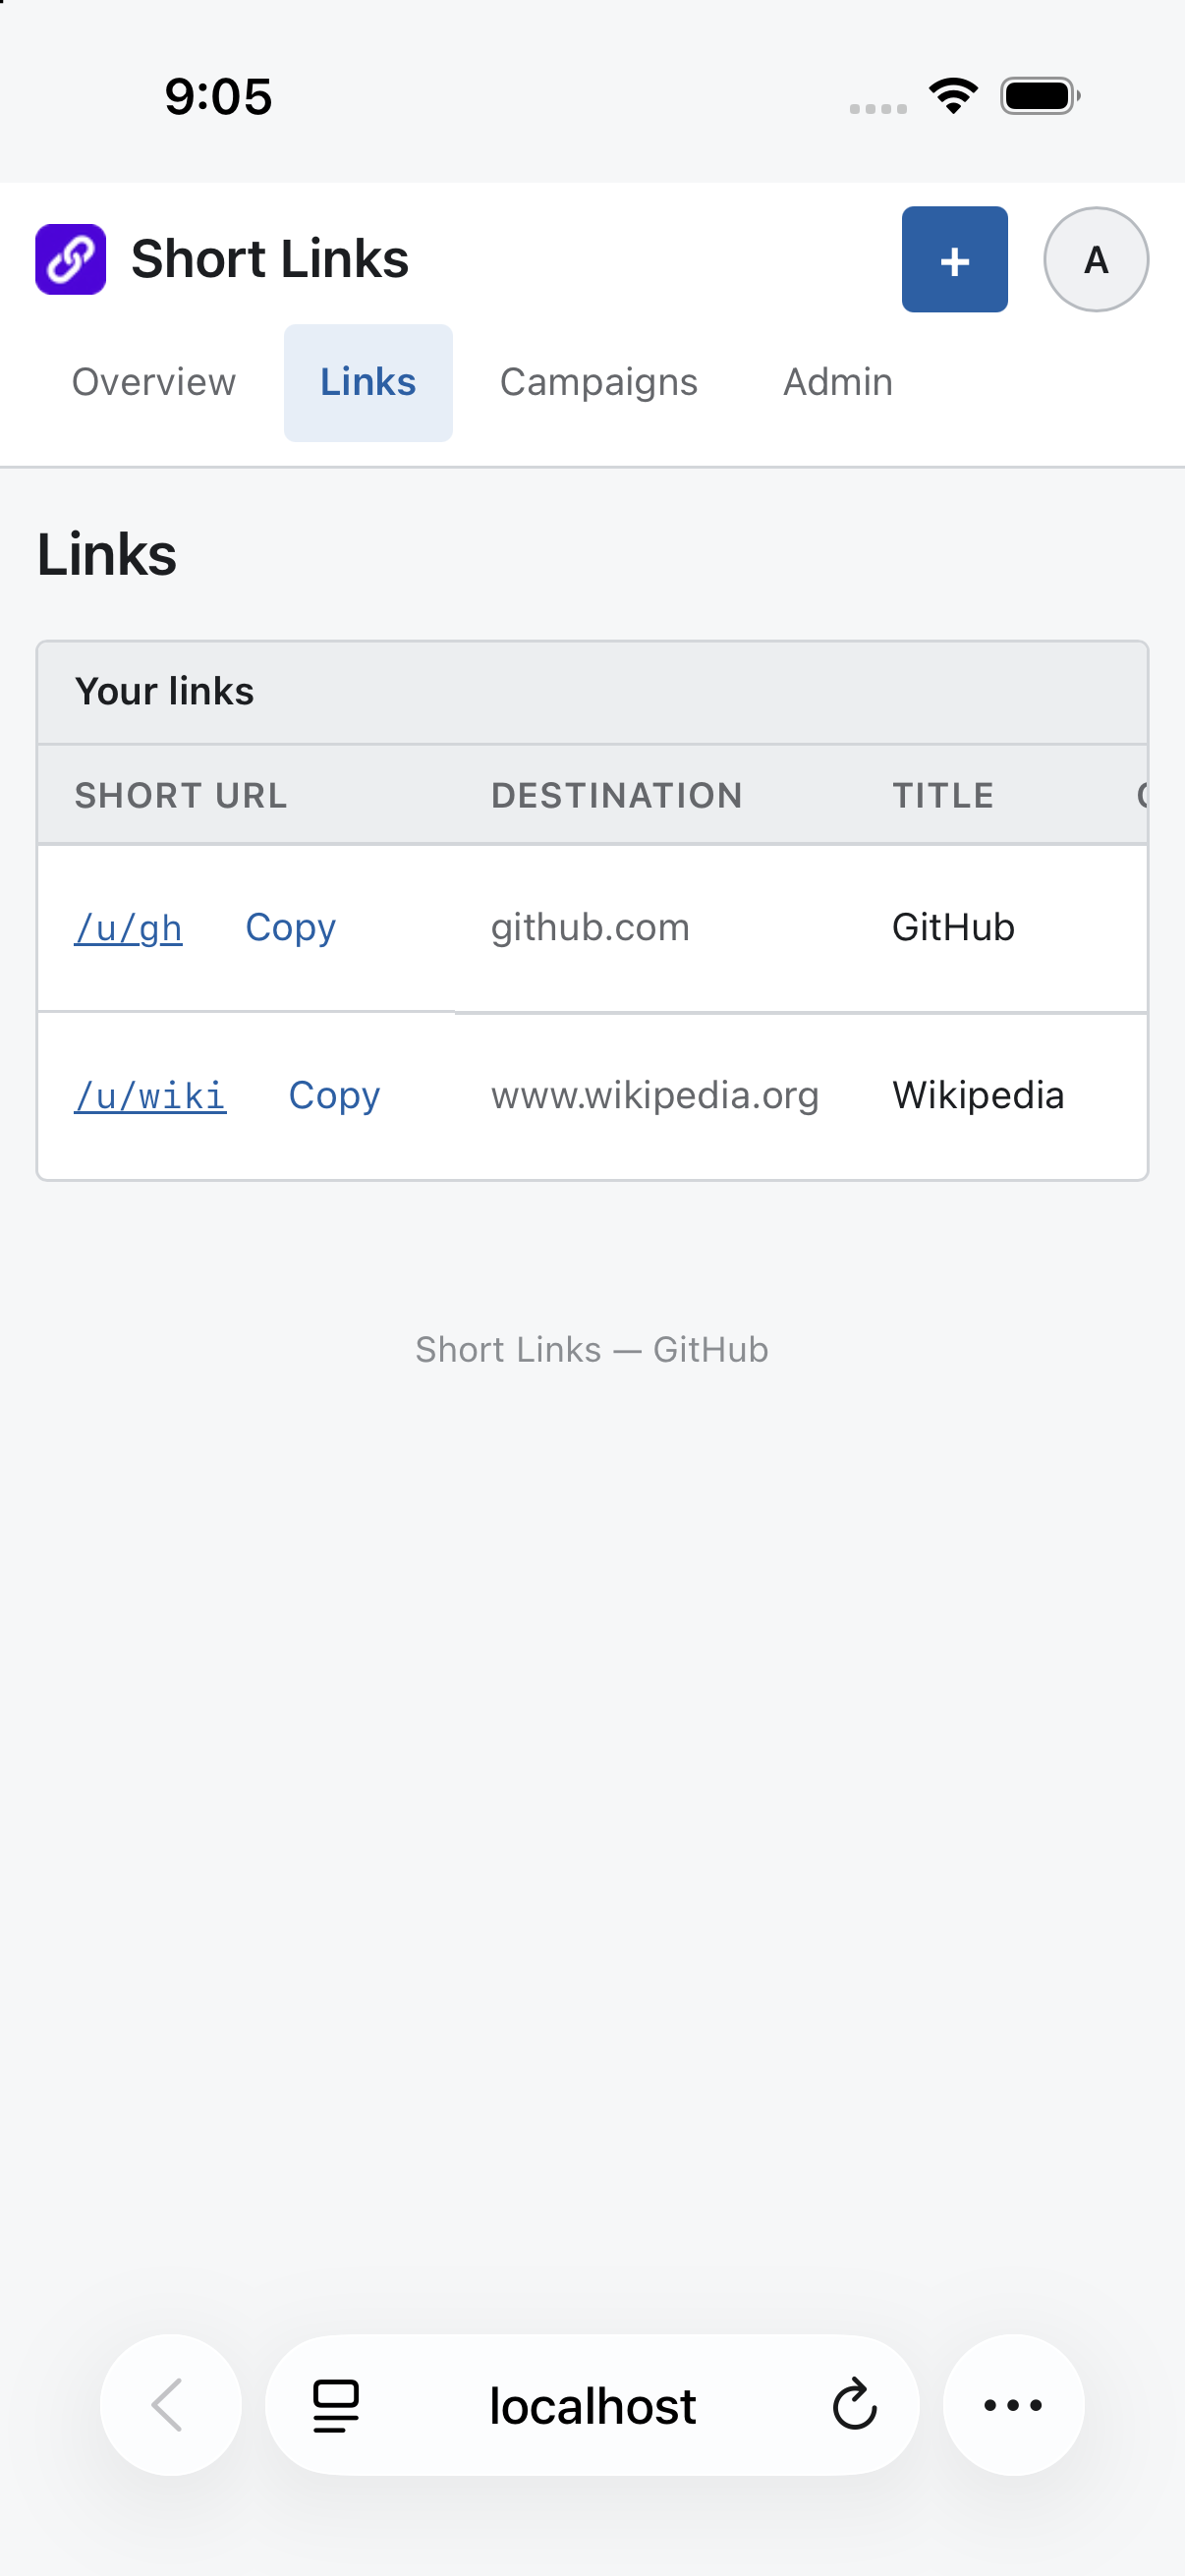 9:05
Short Links + A
Overview Links Campaigns Admin
Links
Your links
SHORT URL DESTINATION TITLE
/u/gh Copy github.com GitHub
/u/wiki Copy www.wikipedia.org Wikipedia
Short Links — GitHub
localhost